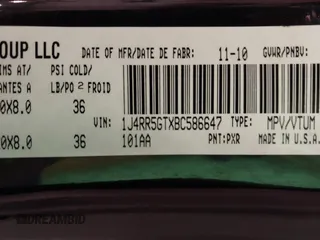 OUP LLC DATE OF MFR/DATE DE FABR: 11-10 GVWR/PNBV:
IMS AT/ PSI COLD/
ANTES A LB/PO 2 FROID
0X8.0 36
VIN: 1J4RR5GTXBC586647 TYPE: MPV/VTUM
101AA
0X8.0 36 PNT:PXR MADE IN U.S.A.
DREAMBID